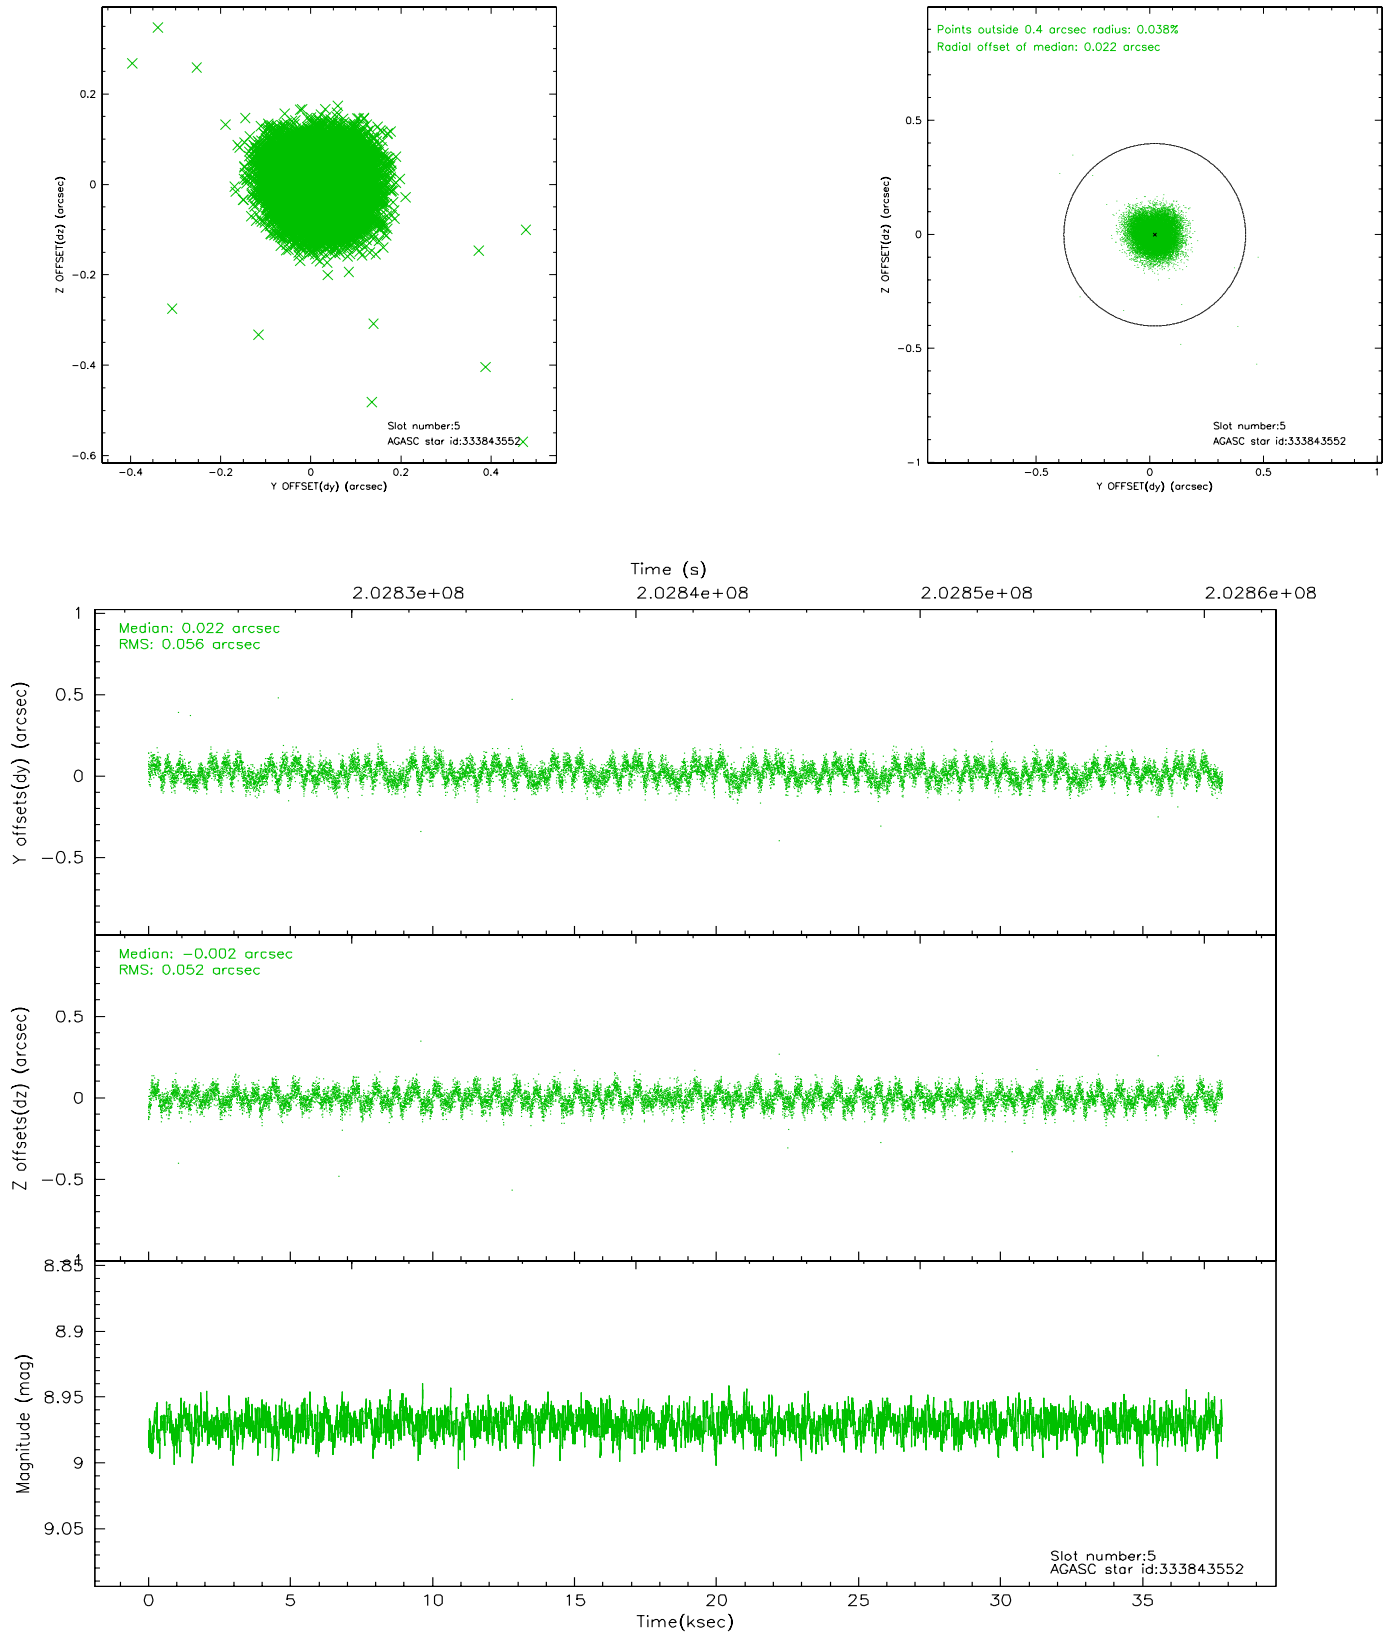 0.2
0
−0.2
−0.4
−0.6
Z OFFSET(dz) (arcsec)
Slot number:5
AGASC star id:333843552
−0.4
−0.2
0
0.2
0.4
Y OFFSET(dy) (arcsec)
Points outside 0.4 arcsec radius: 0.038%
Radial offset of median: 0.022 arcsec
0.5
0
−0.5
−1
Z OFFSET(dz) (arcsec)
Slot number:5
AGASC star id:333843552
−0.5
0
0.5
1
Y OFFSET(dy) (arcsec)
Time (s)
2.0283e+08
2.0284e+08
2.0285e+08
2.0286e+08
Median: 0.022 arcsec
RMS: 0.056 arcsec
1
0.5
0
−0.5
Y offsets(dy) (arcsec)
Median: −0.002 arcsec
RMS: 0.052 arcsec
0.5
0
−0.5
Z offsets(dz) (arcsec)
8.85
8.9
8.95
9
9.05
Magnitude (mag)
Slot number:5
AGASC star id:333843552
0
5
10
15
20
25
30
35
Time(ksec)